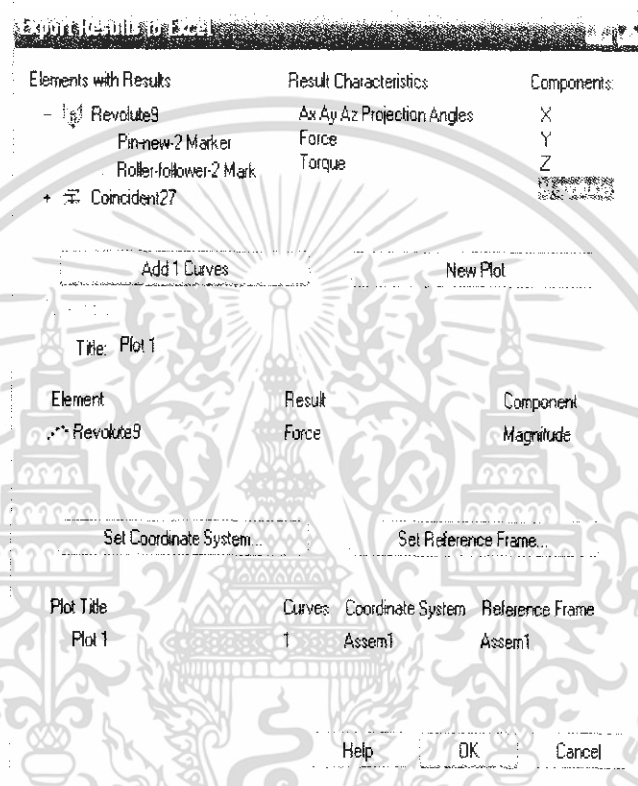 Export Results to Excel
Elements with Results Result Characteristics Components:
Revolute9 Ax Ay Az Projection Angles X
Pin-new-2 Marker Force Y
Roller-follower-2 Mark Torque Z
Coincident27
Add 1 Curves New Plot
Title: Plot 1
Element Result Component
Revolute9 Force Magnitude
Set Coordinate System... Set Reference Frame...
Plot Title Curves Coordinate System Reference Frame
Plot 1 1 Assem1 Assem1
Help OK Cancel